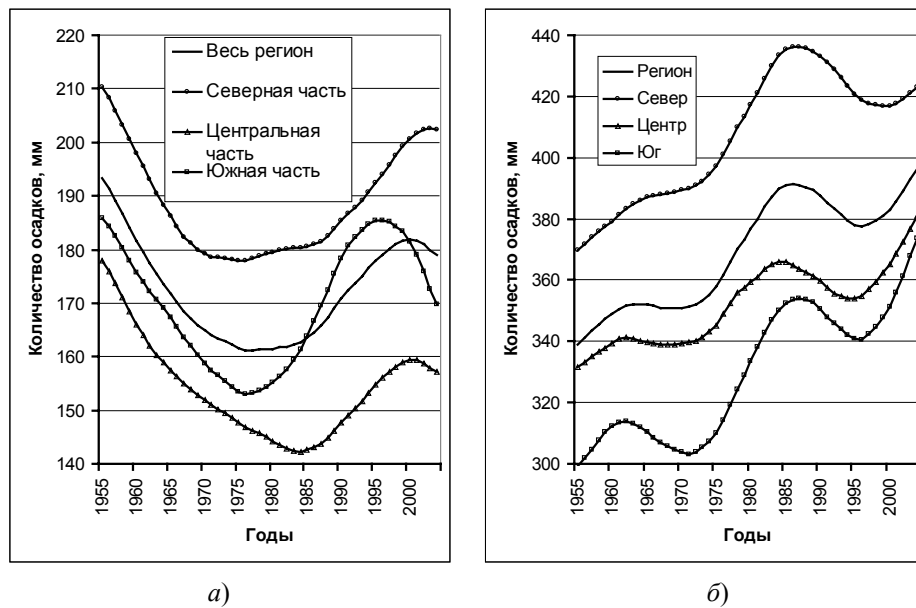 Количество осадков, мм
220
210
200
190
180
170
160
150
140
Весь регион
Северная часть
Центральная
часть
Южная часть
1955
1960
1965
1970
1975
1980
1985
1990
1995
2000
Годы
а)
Количество осадков, мм
440
420
400
380
360
340
320
300
Регион
Север
Центр
Юг
1955
1960
1965
1970
1975
1980
1985
1990
1995
2000
Годы
б)